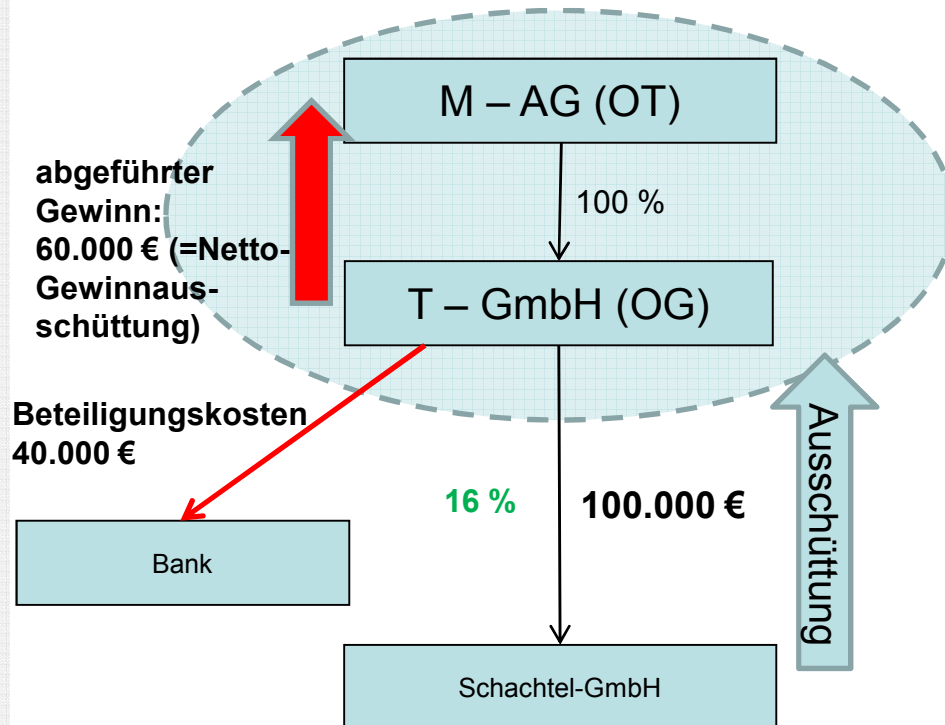 M – AG (OT)
abgeführter
Gewinn:
60.000 € (=Netto-
Gewinnaus-
schüttung)
100 %
T – GmbH (OG)
Beteiligungskosten
40.000 €
16 %
100.000 €
Ausschüttung
Bank
Schachtel-GmbH